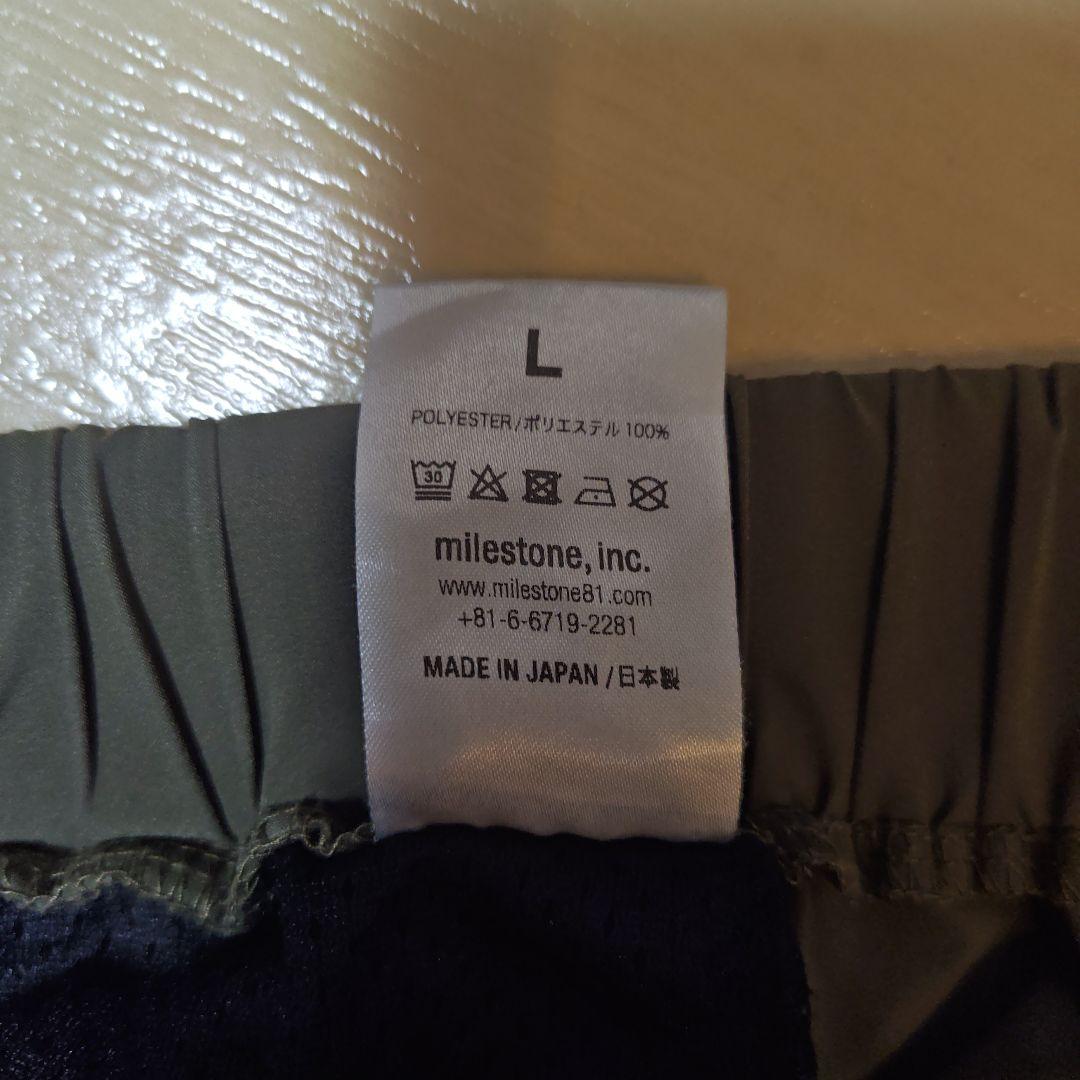 L
POLYESTER/ポリエステル 100%
30
milestone, inc.
www.milestone81.com
+81-6-6719-2281
MADE IN JAPAN /日本製